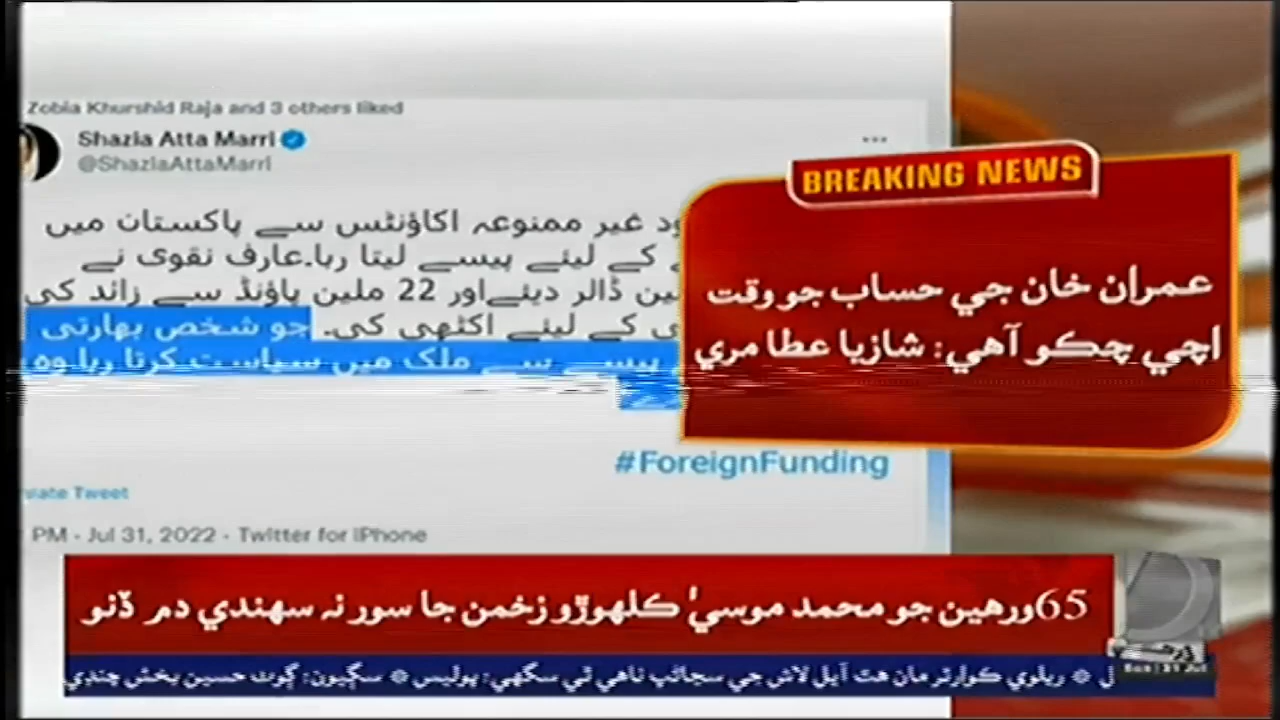 Zobia Khurshid Raja and 3 others liked
Shazia Atta Marri
@ShaziaAttaMarri
غیر ممنوعہ اکاؤنٹس سے پاکستان میں
کے لیئے پیسے لیتا رہا۔عارف نقوی نے
ڈالر دیئےاور 22 ملین پاؤنڈ سے زائد کی
کے لیئے اکٹھی کی۔ جو شخص بھارتی
پیسے سے ملک میں سیاست کرتا رہا۔وہ
#ForeignFunding
Tweet
PM - Jul 31, 2022 - Twitter for iPhone
BREAKING NEWS
عمران خان جي حساب جو وقت
اچي چڪو آهي: شازيا عطا مري
65ورهين جو محمد موسيٰ ڪلهوڙو زخمن جا سور نہ سهندي دم ڏنو
ريلوي ڪوارٽر مان هٿ آيل لاش جي سڃاڻپ ناهي ٿي سگهي: پوليس * سڳيون: ڳوٺ حسين بخش چنڊي